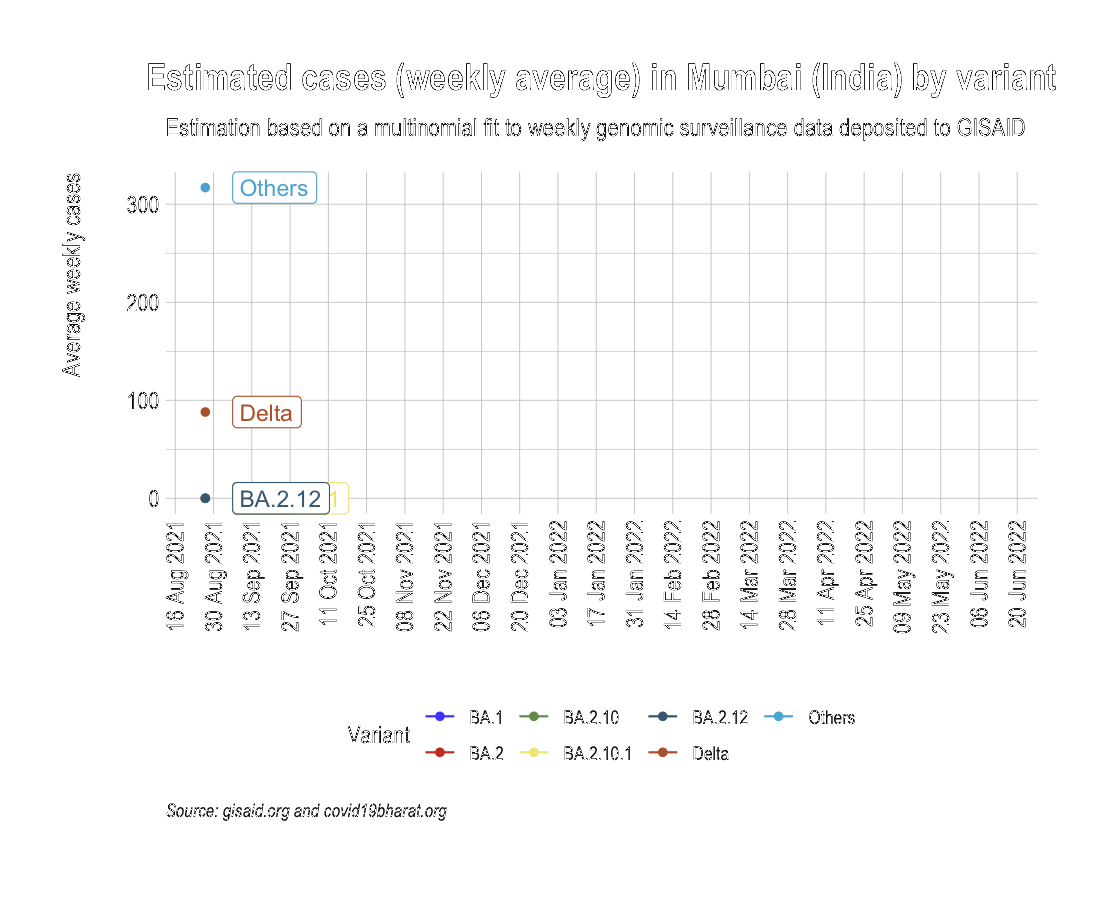 Estimated cases (weekly average) in Mumbai (India) by variant
Estimation based on a multinomial fit to weekly genomic surveillance data deposited to GISAID
Average weekly cases
300
200
100
0
Others
Delta
BA.2.12
1
16 Aug 2021
30 Aug 2021
13 Sep 2021
27 Sep 2021
11 Oct 2021
25 Oct 2021
08 Nov 2021
22 Nov 2021
06 Dec 2021
20 Dec 2021
03 Jan 2022
17 Jan 2022
31 Jan 2022
14 Feb 2022
28 Feb 2022
14 Mar 2022
28 Mar 2022
11 Apr 2022
25 Apr 2022
09 May 2022
23 May 2022
06 Jun 2022
20 Jun 2022
Variant
BA.1
BA.2.10
BA.2.12
Others
BA.2
BA.2.10.1
Delta
Source: gisaid.org and covid19bharat.org